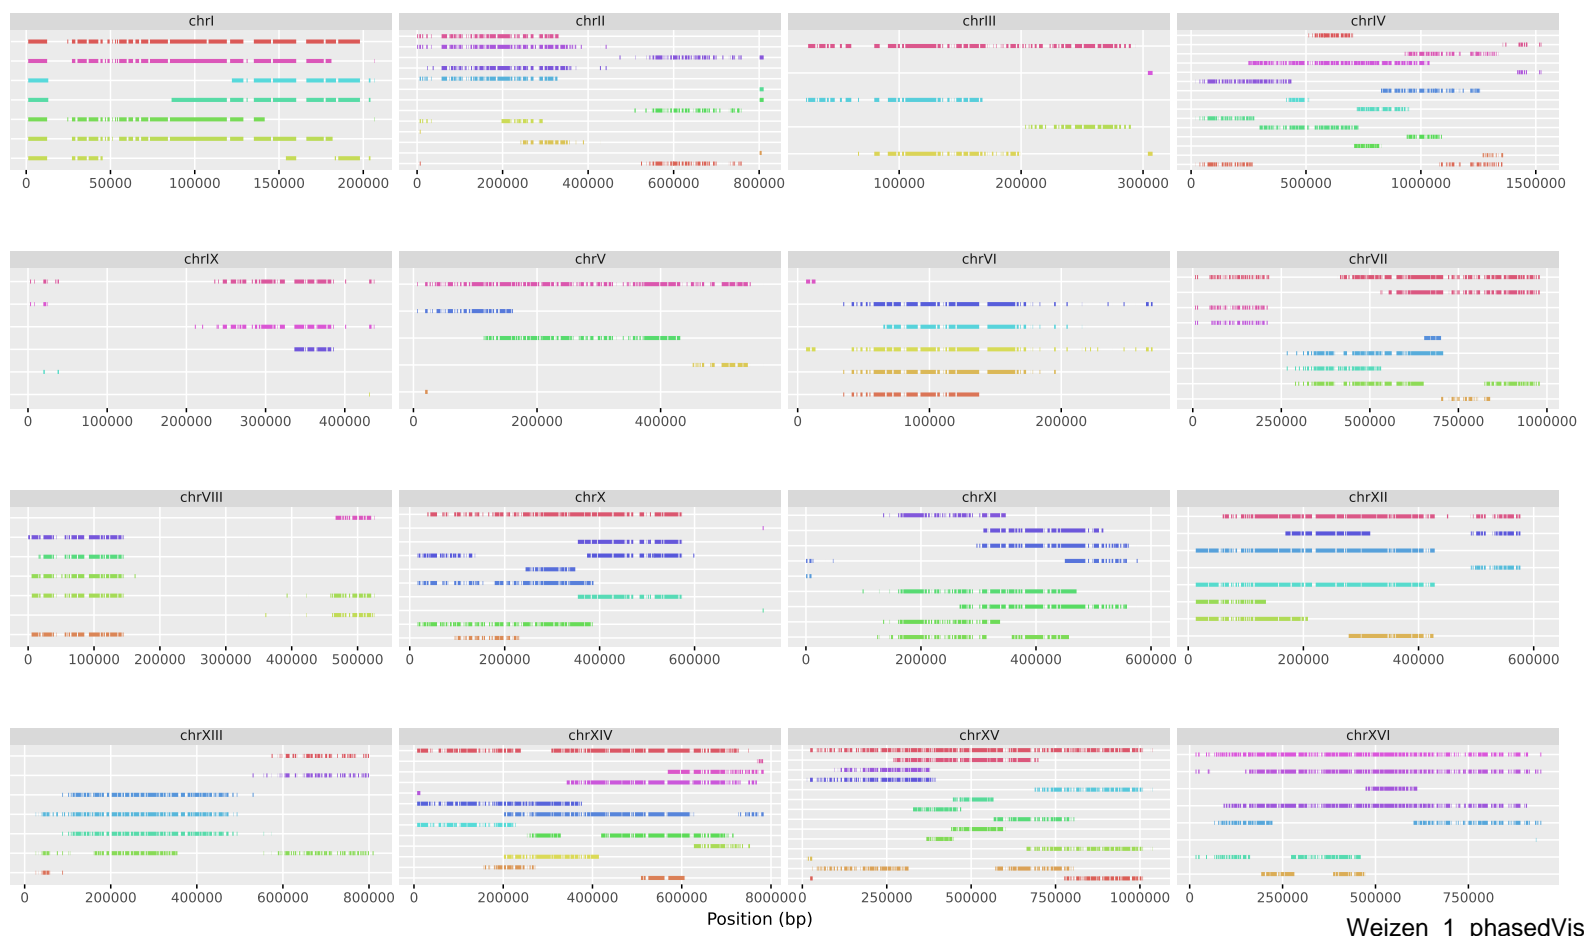 chrI chrII chrIII chrIV
0 50000 100000 150000 200000 0 200000 400000 600000 800000 100000 200000 300000 0 500000 1000000 1500000
chrIX chrV chrVI chrVII
0 100000 200000 300000 400000 0 200000 400000 0 100000 200000 0 250000 500000 750000 1000000
chrVIII chrX chrXI chrXII
0 100000 200000 300000 400000 500000 0 200000 400000 600000 0 200000 400000 600000 0 200000 400000 600000
chrXIII chrXIV chrXV chrXVI
0 200000 400000 600000 800000 0 200000 400000 600000 800000 0 250000 500000 750000 1000000 0 250000 500000 750000
Position (bp)
Weizen_1_phasedVis